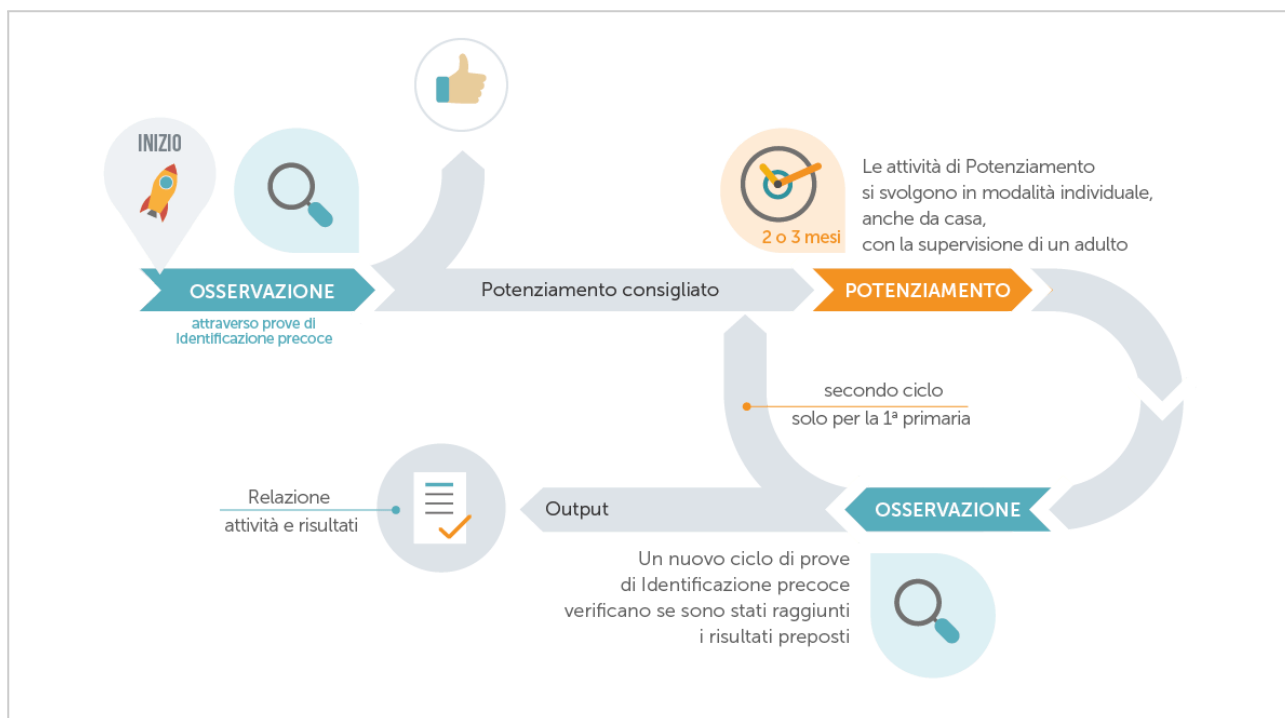 INIZIO
2 o 3 mesi
Le attività di Potenziamento
si svolgono in modalità individuale,
anche da casa,
con la supervisione di un adulto
OSSERVAZIONE
Potenziamento consigliato
POTENZIAMENTO
attraverso prove di
Identificazione precoce
secondo ciclo
solo per la 1ª primaria
Relazione
attività e risultati
Output
OSSERVAZIONE
Un nuovo ciclo di prove
di Identificazione precoce
verificano se sono stati raggiunti
i risultati preposti